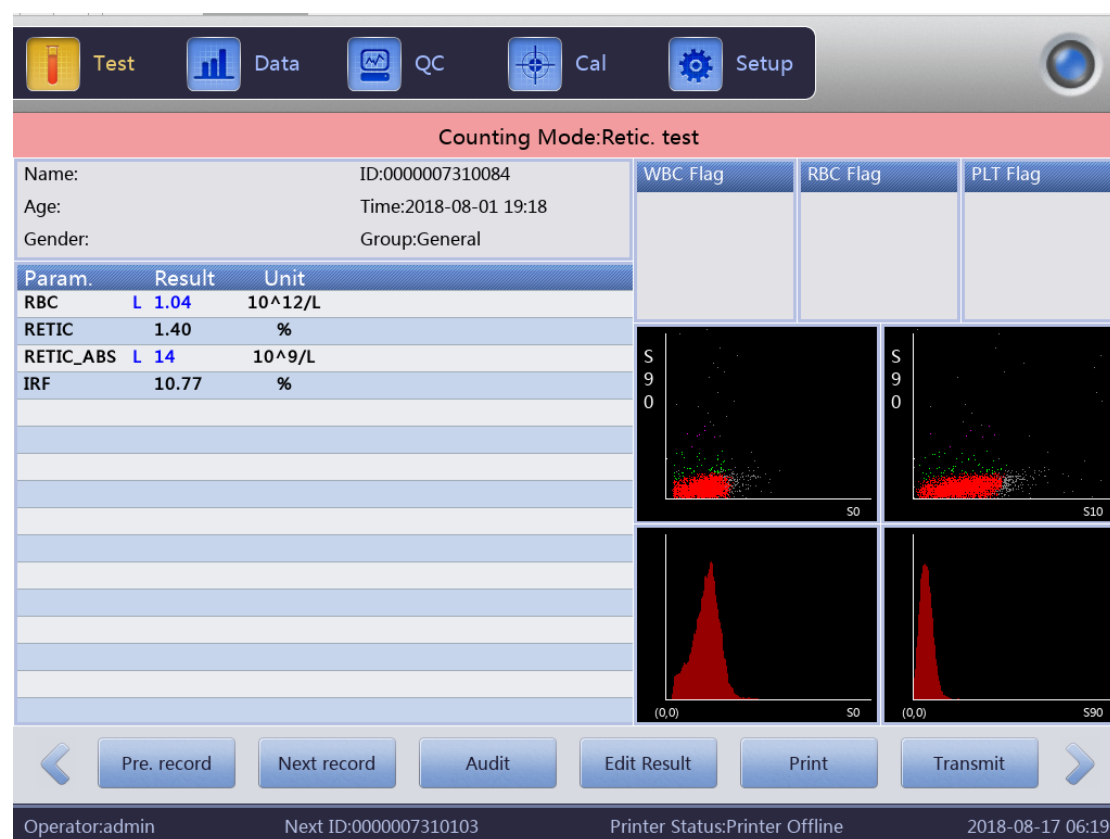 Test Data QC Cal Setup
Counting Mode:Retic. test
Name: ID:0000007310084
Age: Time:2018-08-01 19:18
Gender: Group:General
WBC Flag RBC Flag PLT Flag
Param. Result Unit
RBC L 1.04 10^12/L
RETIC 1.40 %
RETIC_ABS L 14 10^9/L
IRF 10.77 %
S90
S0
S90
S10
(0,0) S0
(0,0) S90
Pre. record Next record Audit Edit Result Print Transmit
Operator:admin Next ID:0000007310103 Printer Status:Printer Offline 2018-08-17 06:19